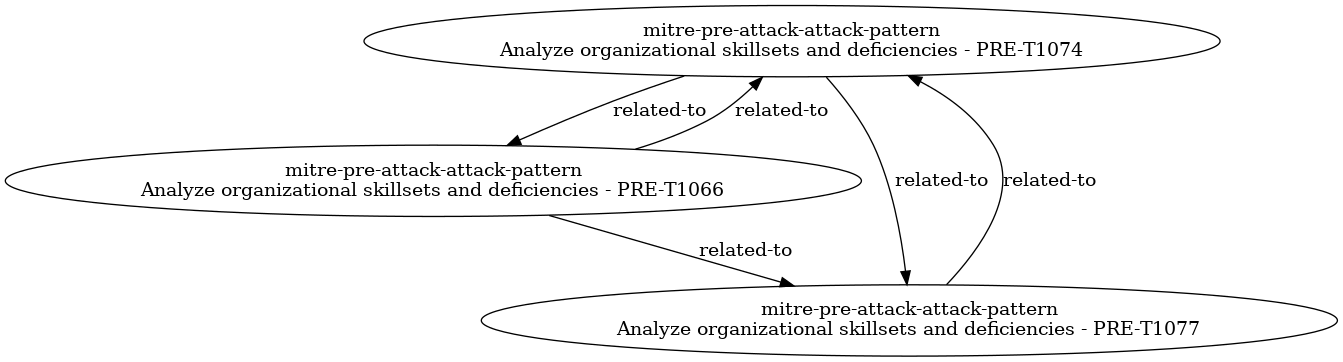 mitre-pre-attack-attack-pattern
Analyze organizational skillsets and deficiencies - PRE-T1074
related-to
related-to
mitre-pre-attack-attack-pattern
Analyze organizational skillsets and deficiencies - PRE-T1066
related-to
related-to
related-to
mitre-pre-attack-attack-pattern
Analyze organizational skillsets and deficiencies - PRE-T1077